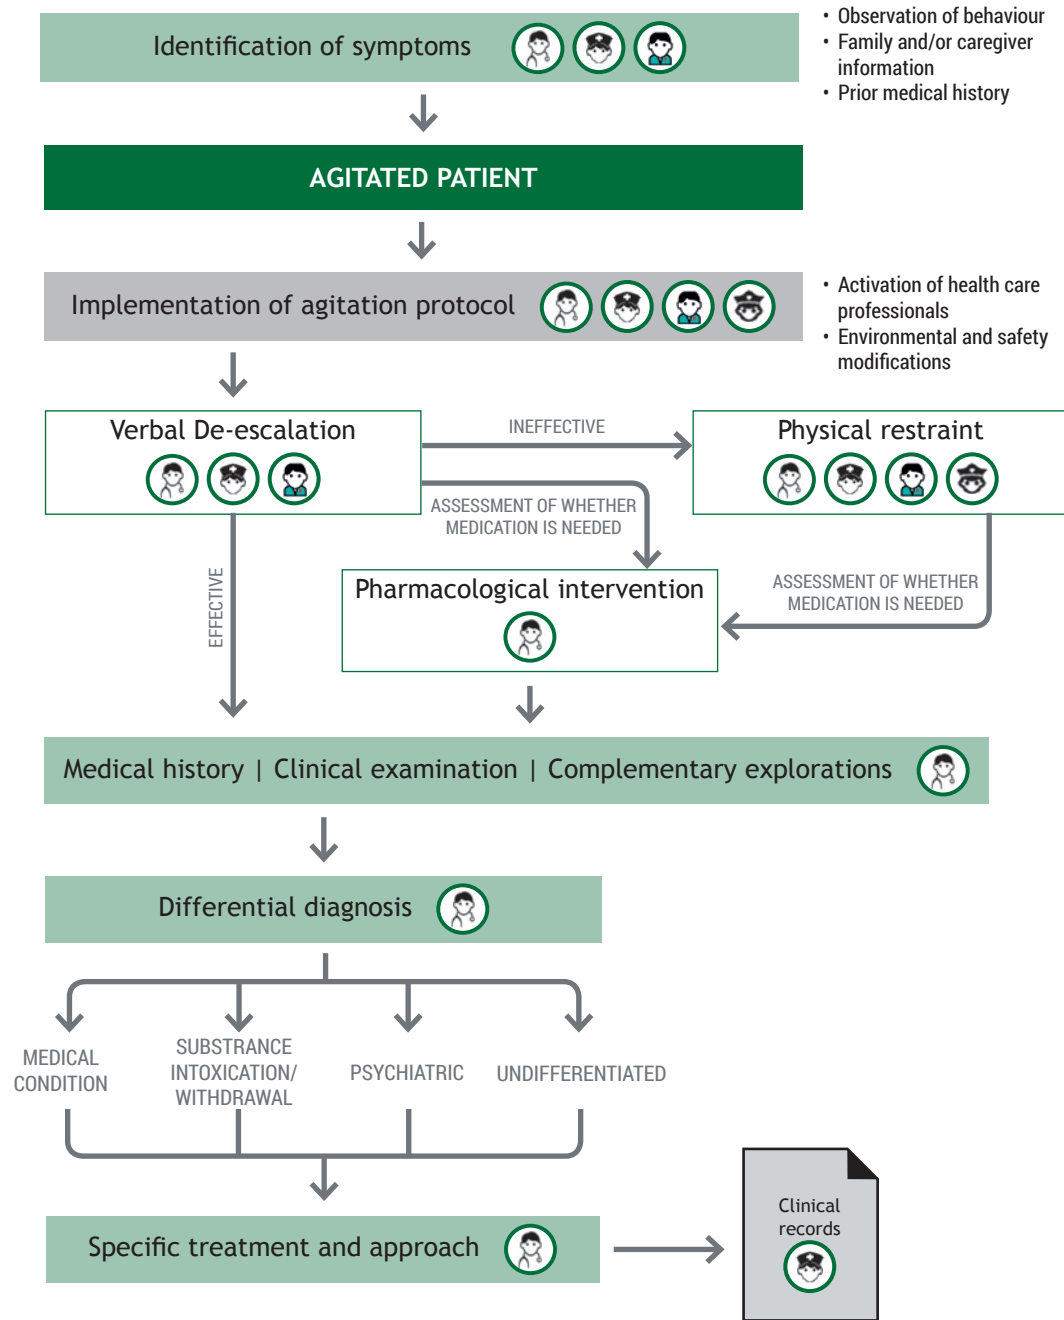 Identification of symptoms
• Observation of behaviour
• Family and/or caregiver
information
• Prior medical history
AGITATED PATIENT
Implementation of agitation protocol
• Activation of health care
professionals
• Environmental and safety
modifications
Verbal De-escalation
INEFFECTIVE
Physical restraint
ASSESSMENT OF WHETHER
MEDICATION IS NEEDED
EFFECTIVE
Pharmacological intervention
ASSESSMENT OF WHETHER
MEDICATION IS NEEDED
Medical history | Clinical examination | Complementary explorations
Differential diagnosis
MEDICAL
CONDITION
SUBSTRANCE
INTOXICATION/
WITHDRAWAL
PSYCHIATRIC
UNDIFFERENTIATED
Specific treatment and approach
Clinical
records